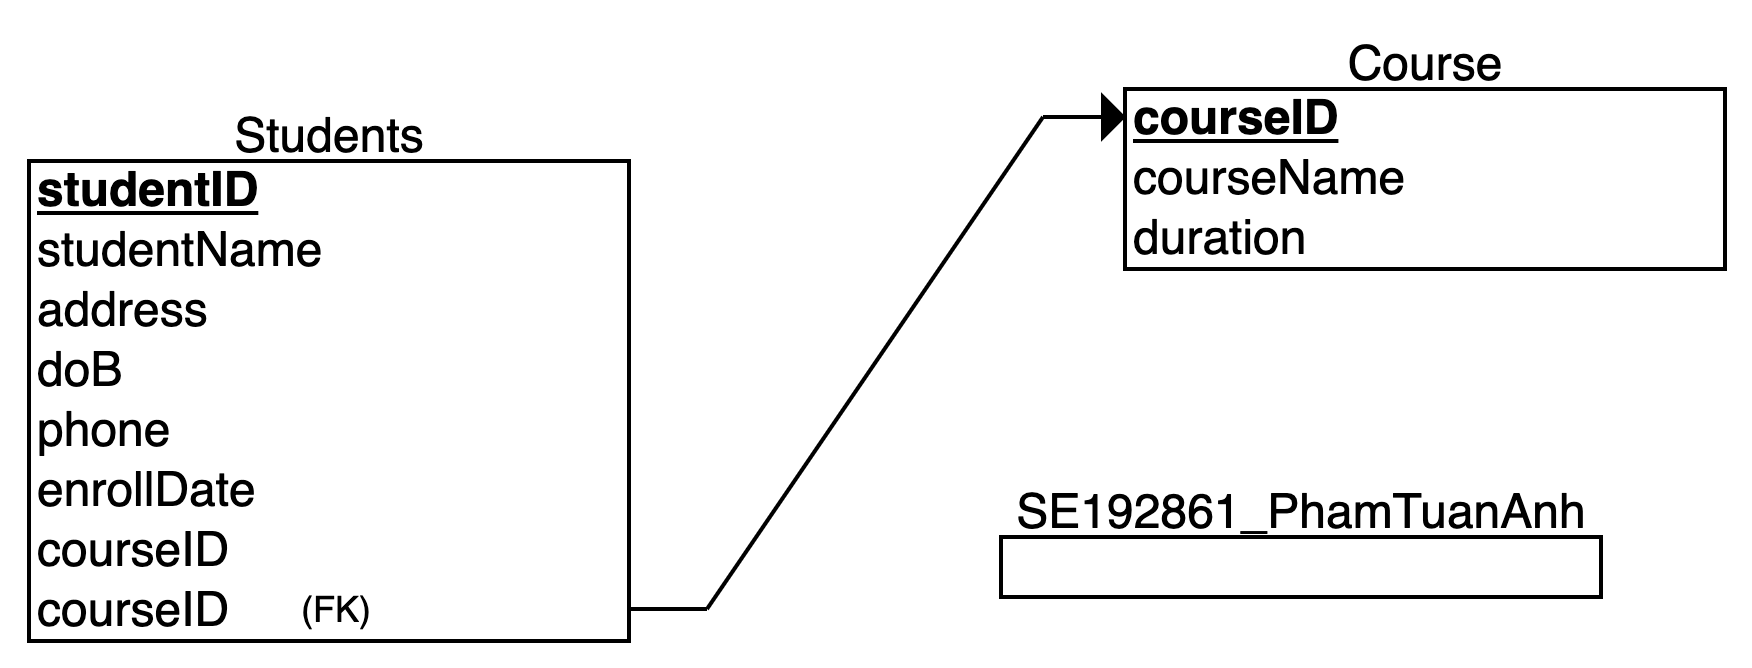 Students
studentID
studentName
address
doB
phone
enrollDate
courseID
courseID (FK)
Course
courseID
courseName
duration
SE192861_PhamTuanAnh